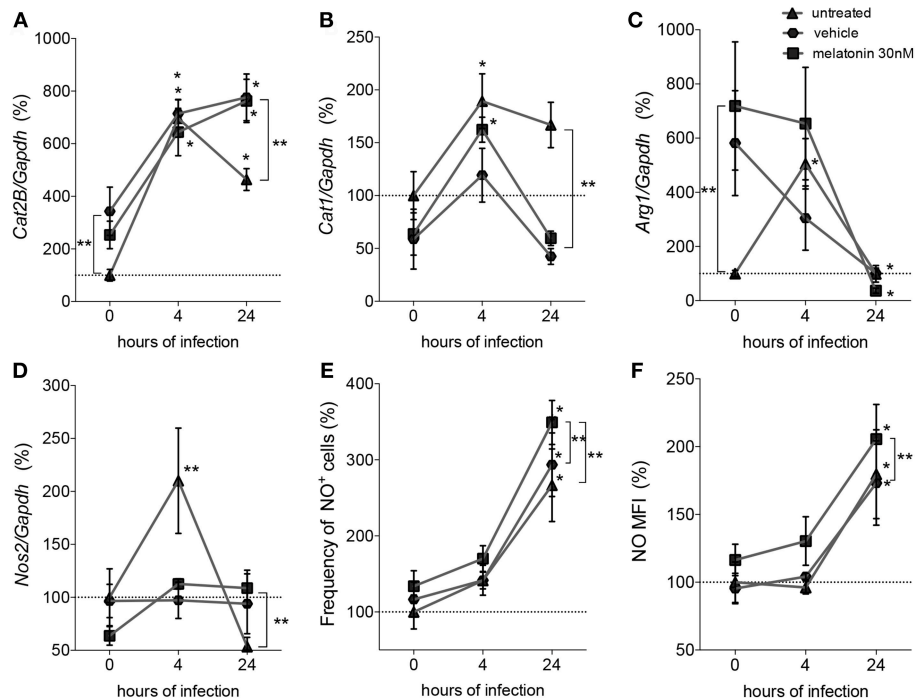 A
Cat2B/Gapdh (%)
1000
800
600
400
200
0
0 4 24
hours of infection
*
*
*
*
*
*
**
**
B
Cat1/Gapdh (%)
250
200
150
100
50
0
0 4 24
hours of infection
*
*
**
C
untreated
vehicle
melatonin 30nM
Arg1/Gapdh (%)
1000
800
600
400
200
0
0 4 24
hours of infection
**
*
*
*
D
Nos2/Gapdh (%)
300
250
200
150
100
50
0 4 24
hours of infection
**
**
E
Frequency of NO+ cells (%)
400
300
200
100
0 4 24
hours of infection
*
*
*
**
**
F
NO MFI (%)
250
200
150
100
50
0 4 24
hours of infection
*
*
*
**